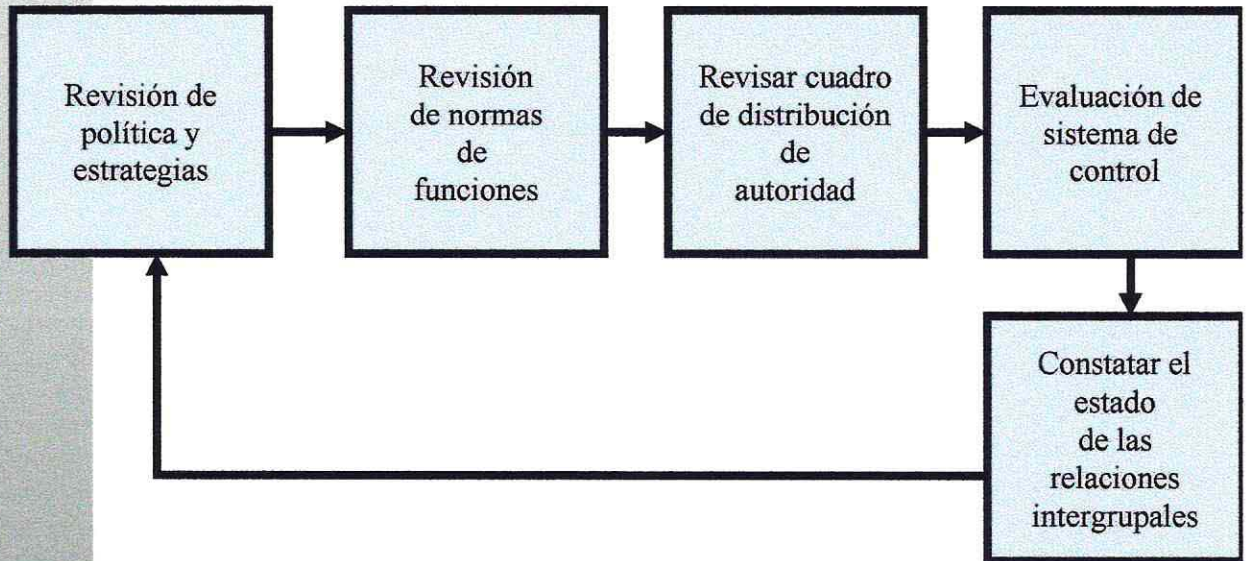 Revisión de
política y
estrategias
Revisión
de normas
de
funciones
Revisar cuadro
de distribución
de
autoridad
Evaluación de
sistema de
control
Constatar el
estado
de las
relaciones
intergrupales